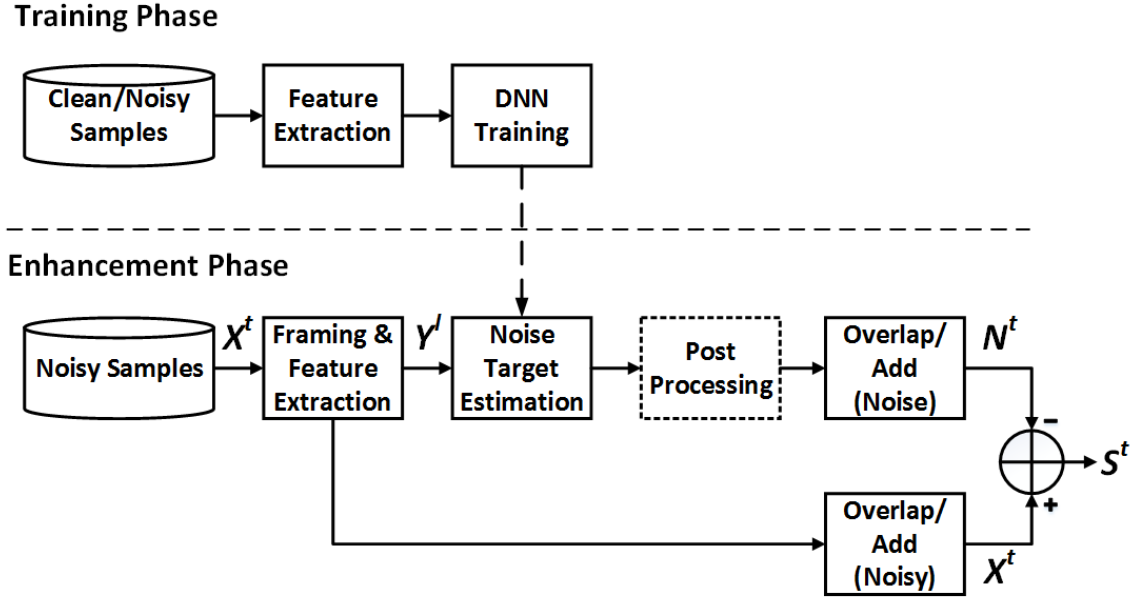 Training Phase
Clean/Noisy
Samples
Feature
Extraction
DNN
Training
Enhancement Phase
Noisy Samples
X^t
Framing &
Feature
Extraction
Y^l
Noise
Target
Estimation
Post
Processing
Overlap/
Add
(Noise)
N^t
-
S^t
+
Overlap/
Add
(Noisy)
X^t